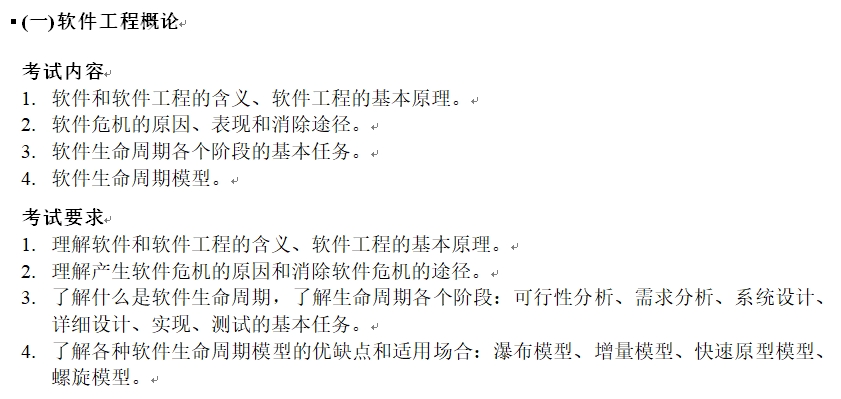 ▪ (一)软件工程概论↵
考试内容↵
1. 软件和软件工程的含义、软件工程的基本原理。↵
2. 软件危机的原因、表现和消除途径。↵
3. 软件生命周期各个阶段的基本任务。↵
4. 软件生命周期模型。↵
考试要求↵
1. 理解软件和软件工程的含义、软件工程的基本原理。↵
2. 理解产生软件危机的原因和消除软件危机的途径。↵
3. 了解什么是软件生命周期，了解生命周期各个阶段：可行性分析、需求分析、系统设计、
详细设计、实现、测试的基本任务。↵
4. 了解各种软件生命周期模型的优缺点和适用场合：瀑布模型、增量模型、快速原型模型、
螺旋模型。↵